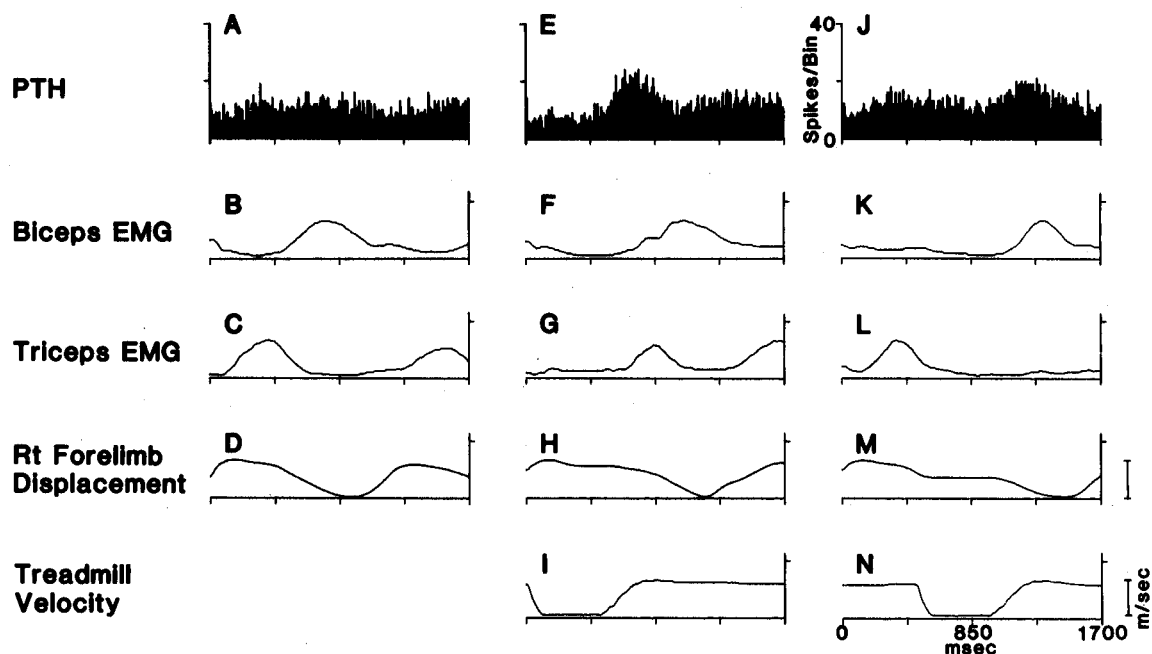 A
E
J
PTH
Spikes/Bin
40
0
B
F
K
Biceps EMG
C
G
L
Triceps EMG
D
H
M
Rt Forelimb
Displacement
I
N
Treadmill
Velocity
m/sec
0
850
1700
msec